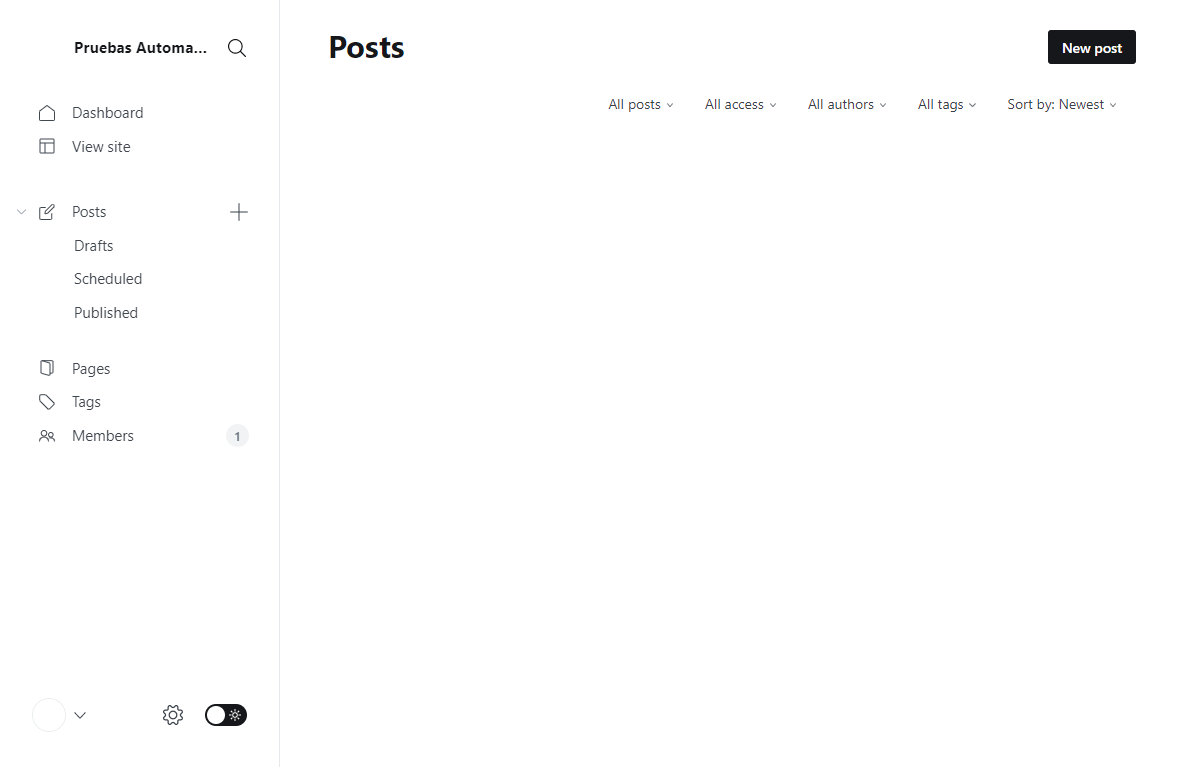 Pruebas Automa...
Dashboard
View site
Posts
Drafts
Scheduled
Published
Pages
Tags
Members 1
Posts
New post
All posts All access All authors All tags Sort by: Newest